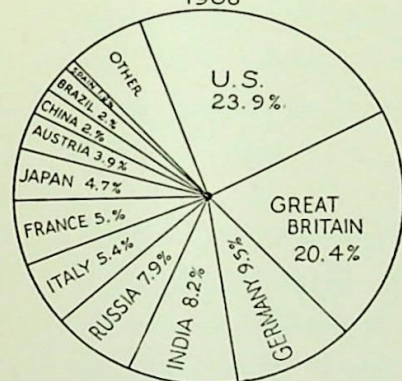 U.S.
23.9%
GREAT
BRITAIN
20.4%
GERMANY 9.5%
INDIA 8.2%
RUSSIA 7.9%
ITALY 5.4%
FRANCE 5.%
JAPAN 4.7%
AUSTRIA 3.9%
CHINA 2.%
BRAZIL 2.%
SPAIN
OTHER